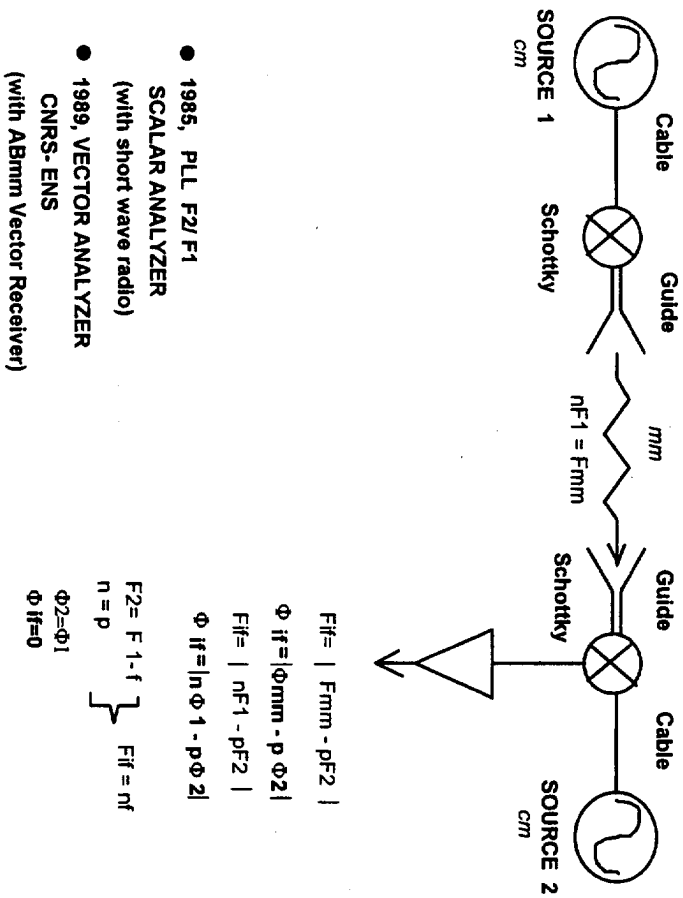 Cable
Guide
mm
Guide
Cable
SOURCE 1
cm
Schottky
nF1 = Fmm
Schottky
SOURCE 2
cm
Fif= | Fmm - pF2 |
Φ if =|Φmm - p Φ2|
Fif= | nF1 - pF2 |
Φ if =|n Φ 1 - p Φ 2|
● 1985, PLL F2/ F1
SCALAR ANALYZER
(with short wave radio)
● 1989, VECTOR ANALYZER
CNRS- ENS
(with ABmm Vector Receiver)
F2= F 1- f
n = p
Fif = nf
Φ2=Φ1
Φ if=0